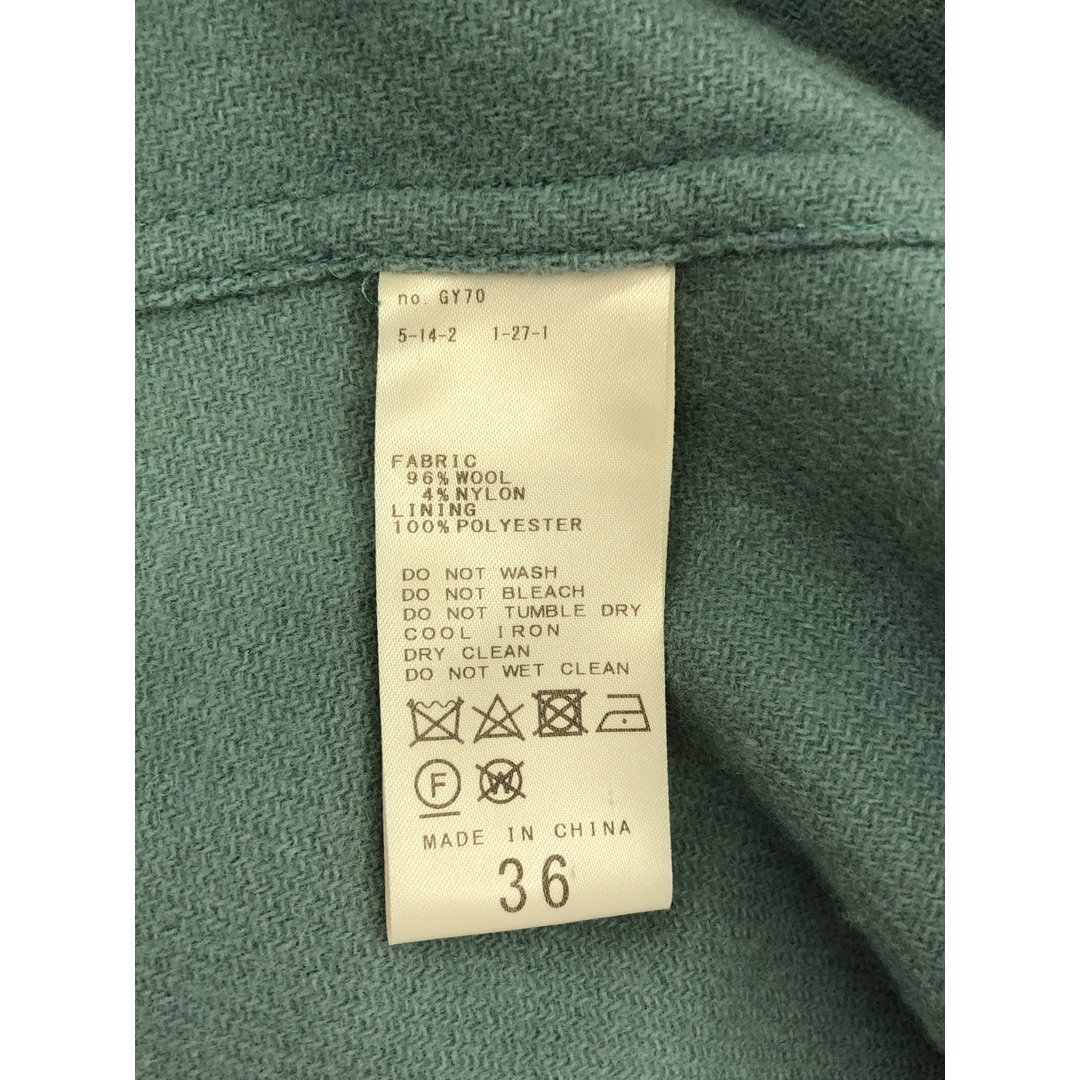 no. GY70
5-14-2 1-27-1
FABRIC
96% WOOL
4% NYLON
LINING
100% POLYESTER
DO NOT WASH
DO NOT BLEACH
DO NOT TUMBLE DRY
COOL IRON
DRY CLEAN
DO NOT WET CLEAN
F W
MADE IN CHINA
36